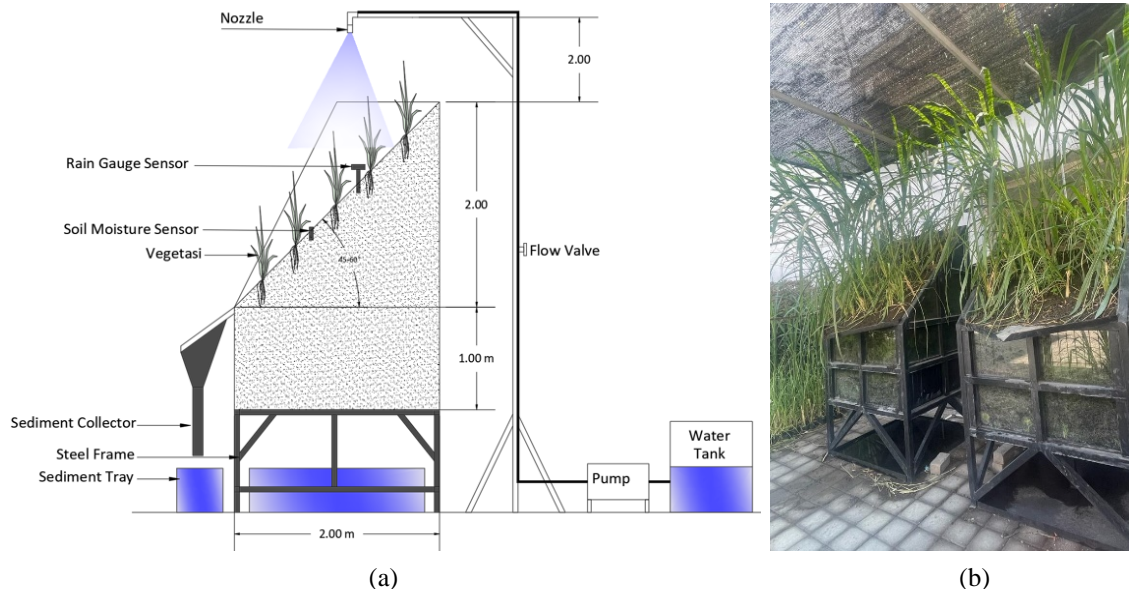 Nozzle
2.00
Rain Gauge Sensor
2.00
Soil Moisture Sensor
Vegetasi
45-60°
Flow Valve
1.00 m
Sediment Collector
Steel Frame
Sediment Tray
Water
Tank
Pump
2.00 m
(a)
(b)